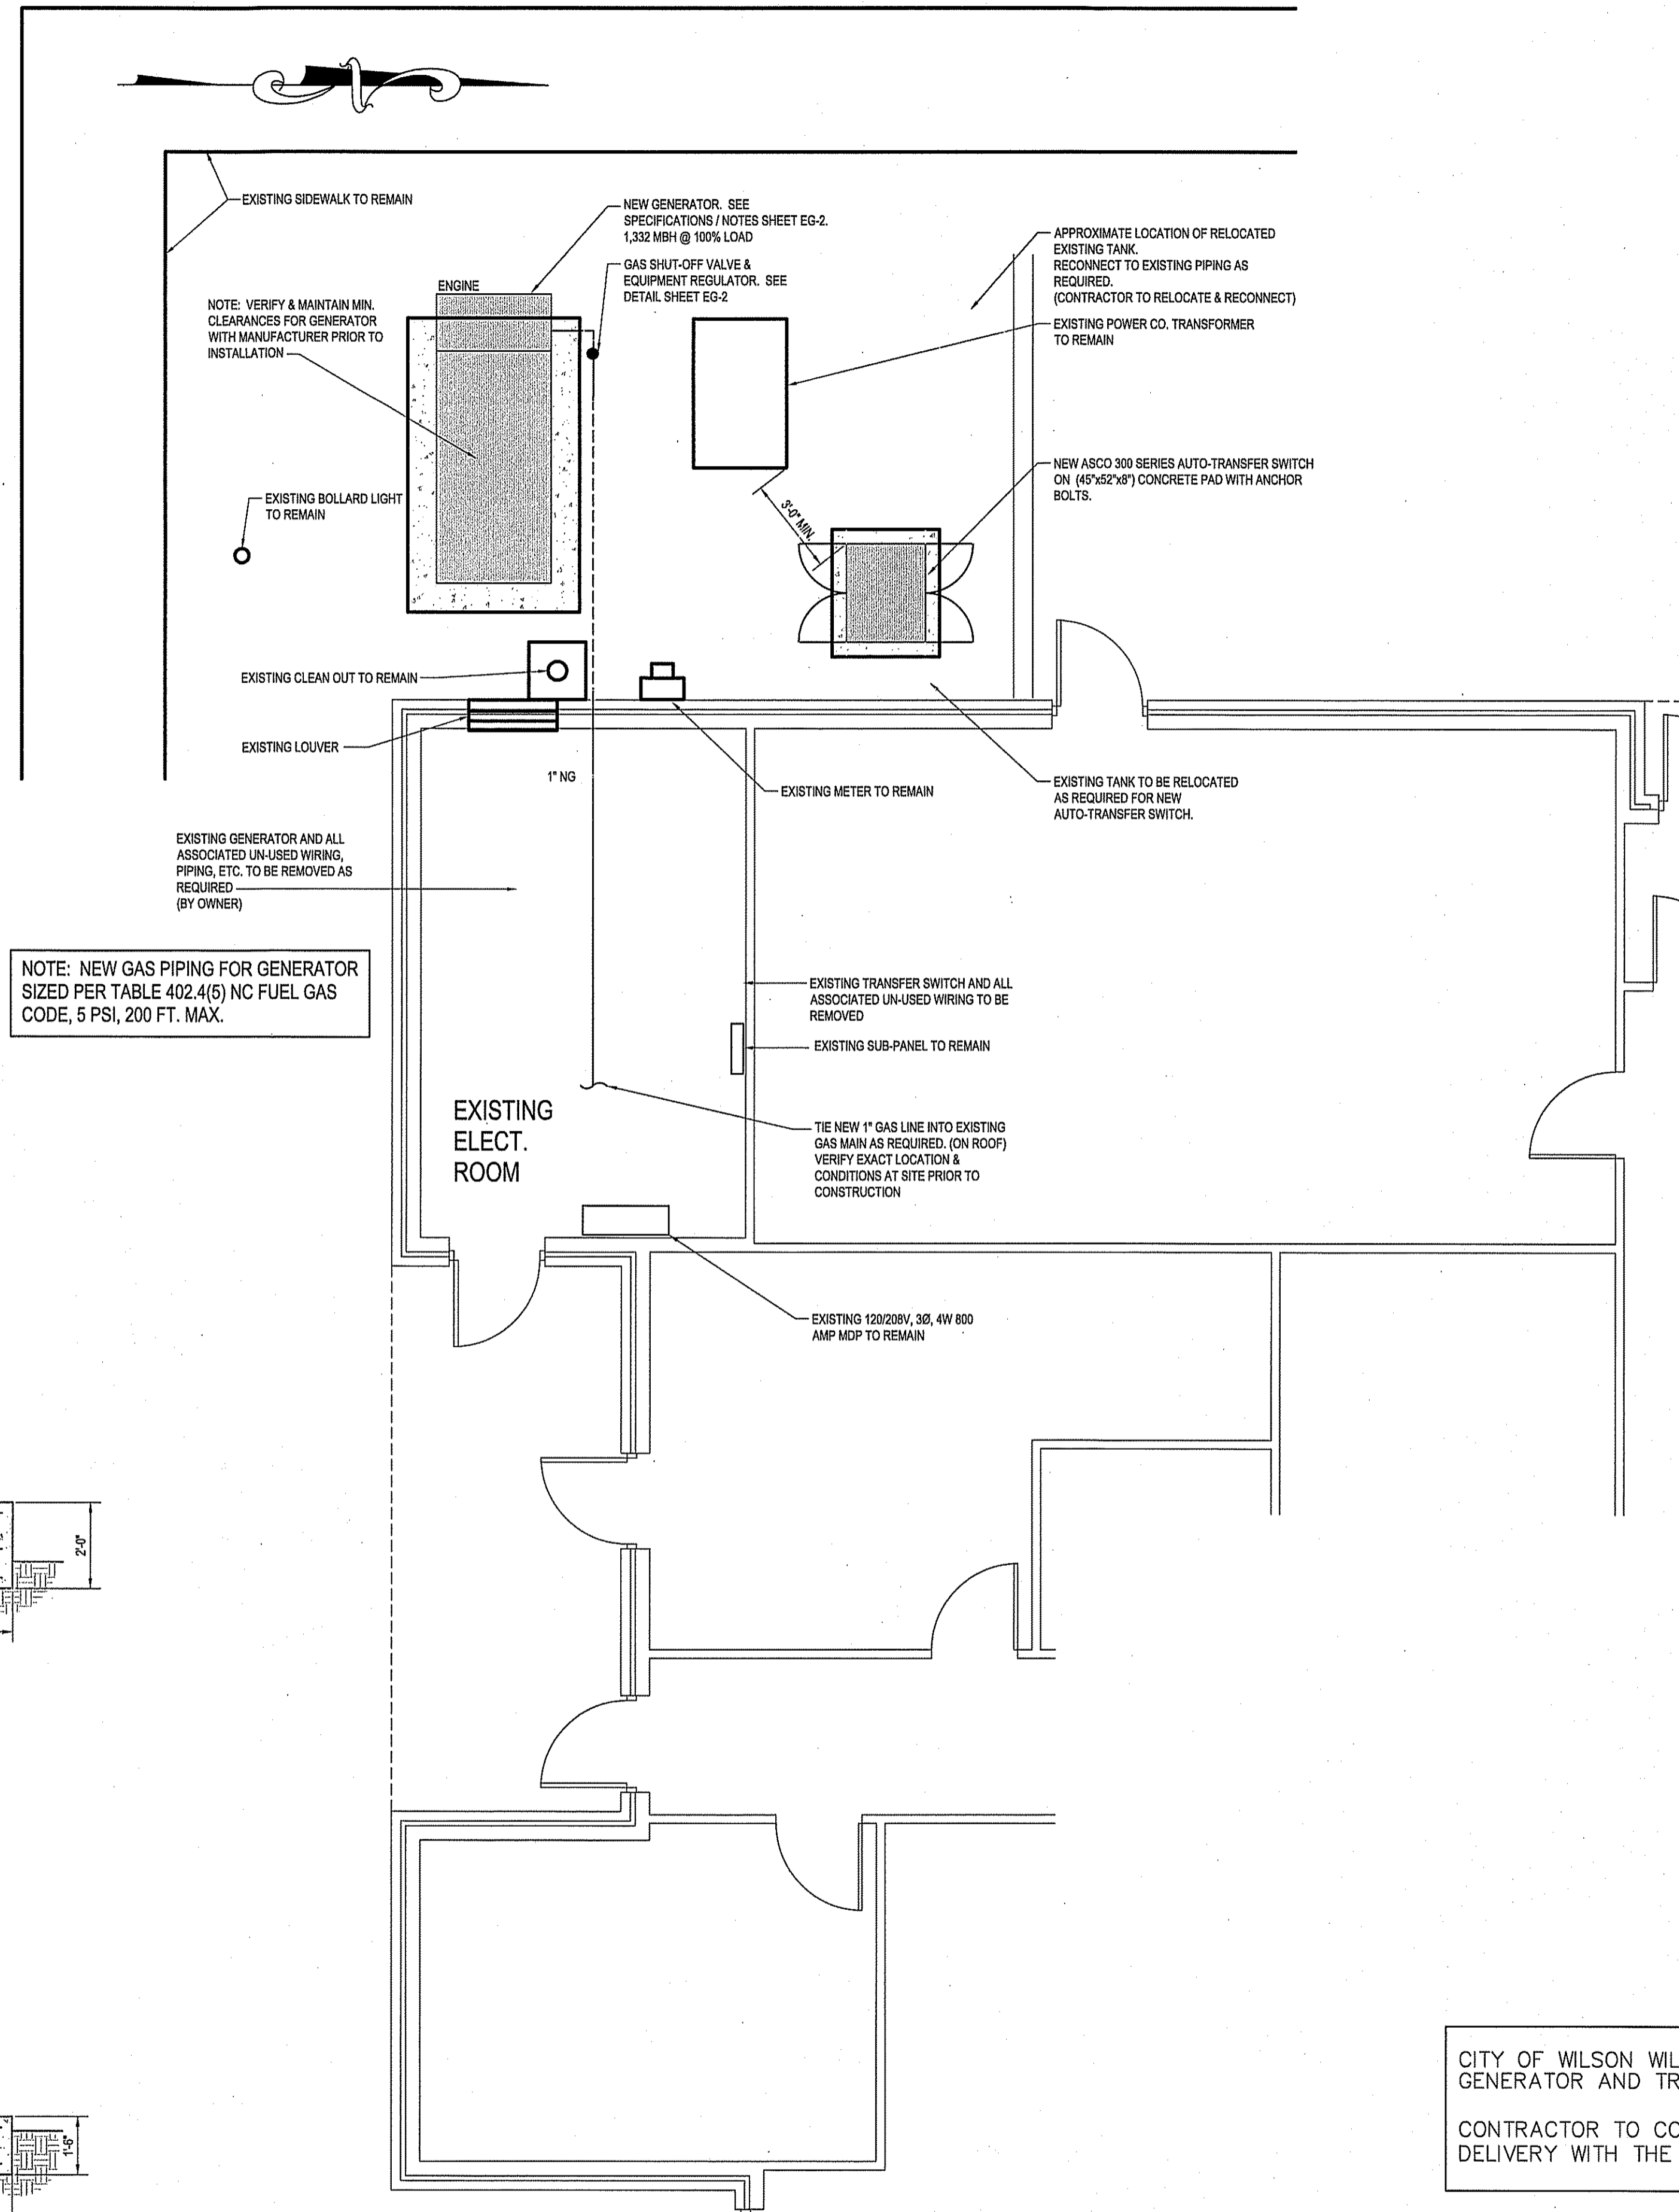 EXISTING SIDEWALK TO REMAIN
NEW GENERATOR. SEE
SPECIFICATIONS / NOTES SHEET EG-2.
1,332 MBH @ 100% LOAD
GAS SHUT-OFF VALVE &
EQUIPMENT REGULATOR. SEE
DETAIL SHEET EG-2
APPROXIMATE LOCATION OF RELOCATED
EXISTING TANK.
RECONNECT TO EXISTING PIPING AS
REQUIRED.
(CONTRACTOR TO RELOCATE & RECONNECT)
EXISTING POWER CO. TRANSFORMER
TO REMAIN
ENGINE
NOTE: VERIFY & MAINTAIN MIN.
CLEARANCES FOR GENERATOR
WITH MANUFACTURER PRIOR TO
INSTALLATION
NEW ASCO 300 SERIES AUTO-TRANSFER SWITCH
ON (45"x52"x8") CONCRETE PAD WITH ANCHOR
BOLTS.
EXISTING BOLLARD LIGHT
TO REMAIN
3'-0" MIN.
EXISTING CLEAN OUT TO REMAIN
EXISTING LOUVER
1" NG
EXISTING METER TO REMAIN
EXISTING TANK TO BE RELOCATED
AS REQUIRED FOR NEW
AUTO-TRANSFER SWITCH.
EXISTING GENERATOR AND ALL
ASSOCIATED UN-USED WIRING,
PIPING, ETC. TO BE REMOVED AS
REQUIRED
(BY OWNER)
NOTE: NEW GAS PIPING FOR GENERATOR
SIZED PER TABLE 402.4(5) NC FUEL GAS
CODE, 5 PSI, 200 FT. MAX.
EXISTING TRANSFER SWITCH AND ALL
ASSOCIATED UN-USED WIRING TO BE
REMOVED
EXISTING SUB-PANEL TO REMAIN
EXISTING
ELECT.
ROOM
TIE NEW 1" GAS LINE INTO EXISTING
GAS MAIN AS REQUIRED. (ON ROOF)
VERIFY EXACT LOCATION &
CONDITIONS AT SITE PRIOR TO
CONSTRUCTION
EXISTING 120/208V, 3Ø, 4W 800
AMP MDP TO REMAIN
2'-0"
1'-6"
CITY OF WILSON WIL
GENERATOR AND TR
CONTRACTOR TO CO
DELIVERY WITH THE